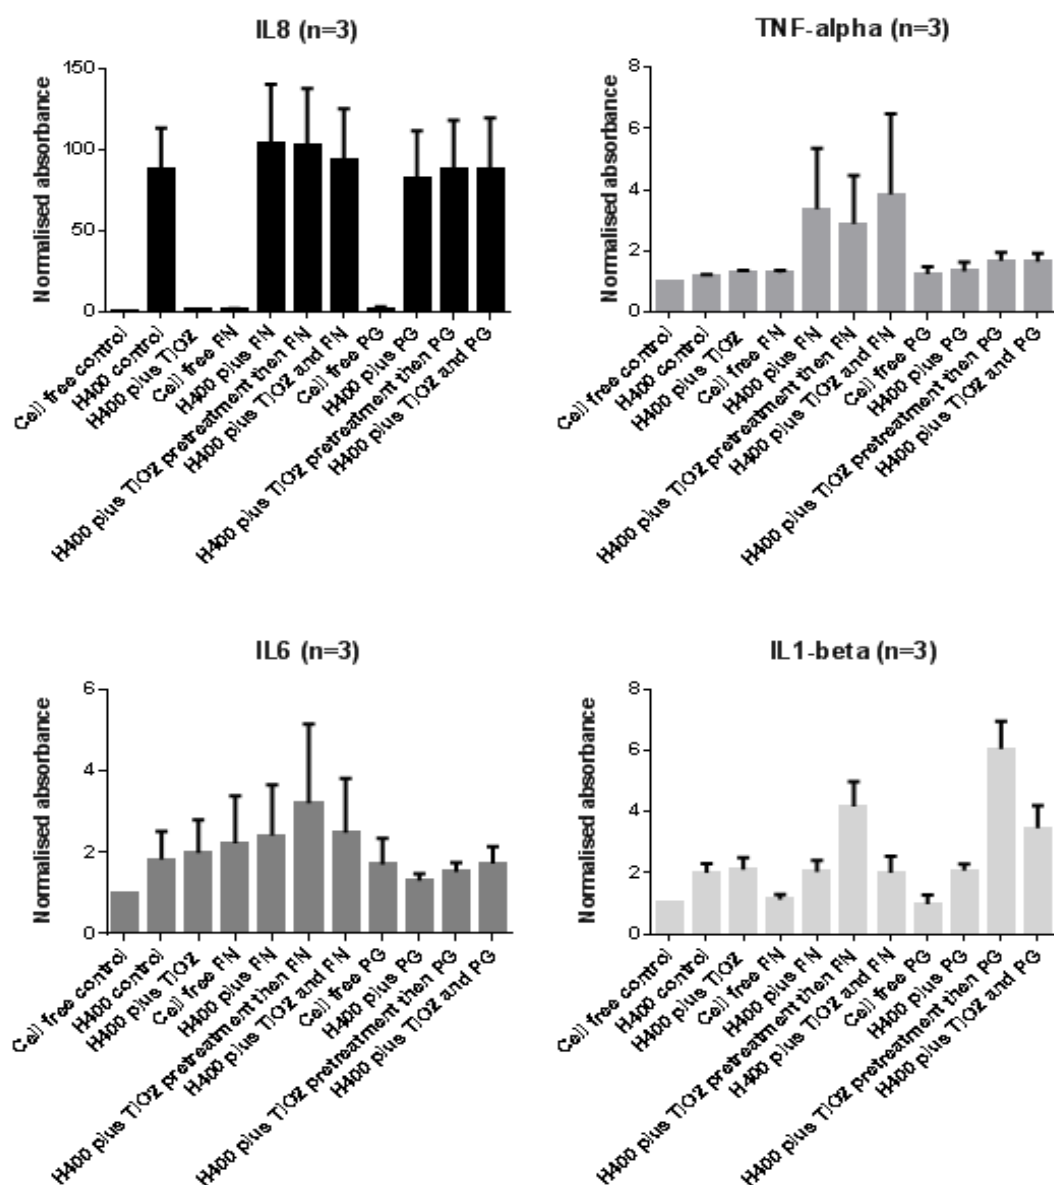 IL8 (n=3)
Normalised absorbance
150
100
50
0
Cell free control
H400 control
H400 plus TiO2
Cell free FN
H400 plus FN
H400 plus TiO2 pretreatment then FN
H400 plus TiO2 and FN
Cell free PG
H400 plus PG
H400 plus TiO2 pretreatment then PG
H400 plus TiO2 and PG
TNF-alpha (n=3)
Normalised absorbance
8
6
4
2
0
Cell free control
H400 control
H400 plus TiO2
Cell free FN
H400 plus FN
H400 plus TiO2 pretreatment then FN
H400 plus TiO2 and FN
Cell free PG
H400 plus PG
H400 plus TiO2 pretreatment then PG
H400 plus TiO2 and PG
IL6 (n=3)
Normalised absorbance
6
4
2
0
Cell free control
H400 control
H400 plus TiO2
Cell free FN
H400 plus FN
H400 plus TiO2 pretreatment then FN
H400 plus TiO2 and FN
Cell free PG
H400 plus PG
H400 plus TiO2 pretreatment then PG
H400 plus TiO2 and PG
IL1-beta (n=3)
Normalised absorbance
8
6
4
2
0
Cell free control
H400 control
H400 plus TiO2
Cell free FN
H400 plus FN
H400 plus TiO2 pretreatment then FN
H400 plus TiO2 and FN
Cell free PG
H400 plus PG
H400 plus TiO2 pretreatment then PG
H400 plus TiO2 and PG